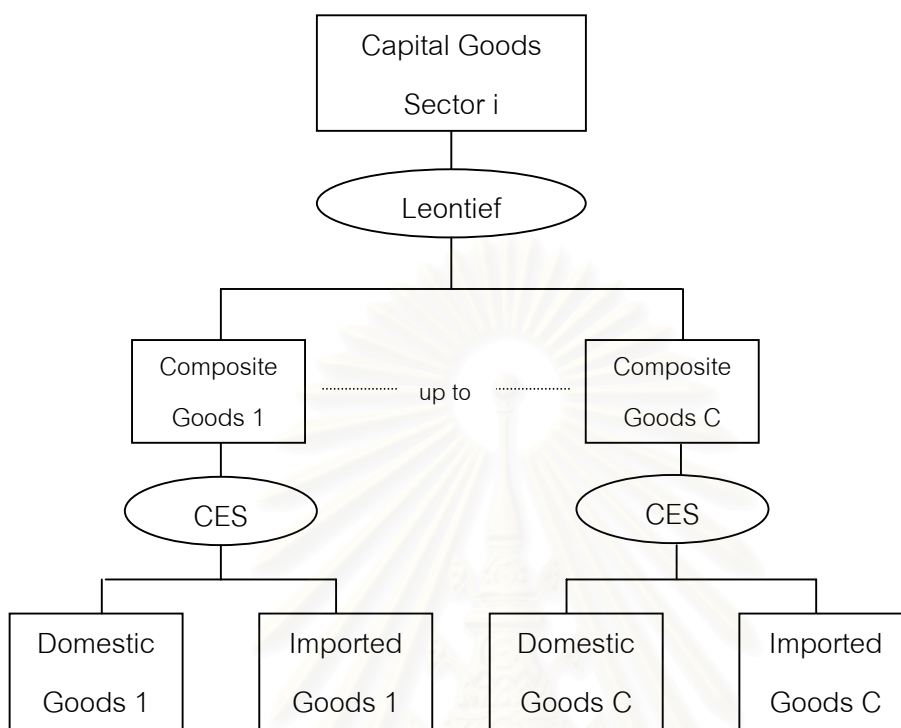 Capital Goods
Sector i
Leontief
Composite
Goods 1
up to
Composite
Goods C
CES
CES
Domestic
Goods 1
Imported
Goods 1
Domestic
Goods C
Imported
Goods C